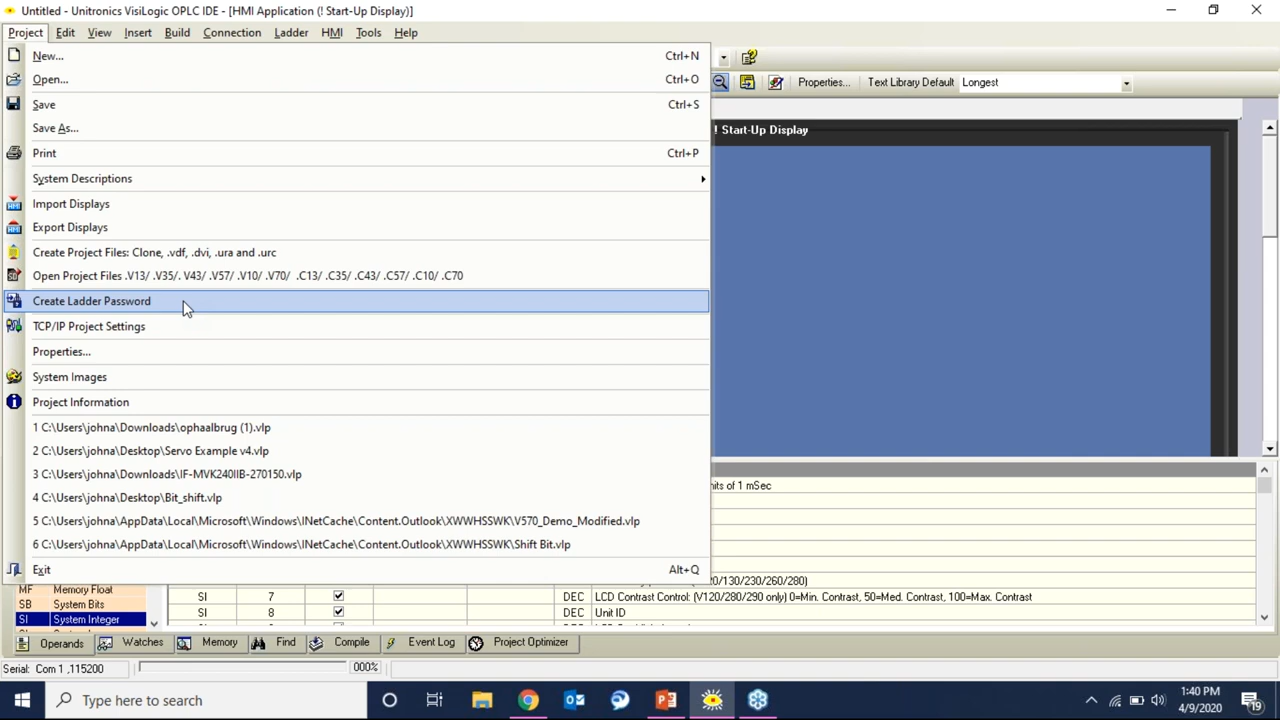 Untitled - Unitronics VisiLogic OPLC IDE - [HMI Application (! Start-Up Display)]
Project Edit View Insert Build Connection Ladder HMI Tools Help
New... Ctrl+N
Open... Ctrl+O
Properties... Text Library Default Longest
Save Ctrl+S
Save As...
! Start-Up Display
Print Ctrl+P
System Descriptions
Import Displays
Export Displays
Create Project Files: Clone, .vdf, .dvi, .ura and .urc
Open Project Files .V13/ .V35/. V43/ .V57/ .V10/ .V70/ .C13/ .C35/ .C43/ .C57/ .C10/ .C70
Create Ladder Password
TCP/IP Project Settings
Properties...
System Images
Project Information
1 C:\Users\johna\Downloads\ophaalbrug (1).vlp
2 C:\Users\johna\Desktop\Servo Example v4.vlp
3 C:\Users\johna\Downloads\IF-MVK240IIB-270150.vlp
nits of 1 mSec
4 C:\Users\johna\Desktop\Bit_shift.vlp
5 C:\Users\johna\AppData\Local\Microsoft\Windows\INetCache\Content.Outlook\XWWHSSWK\V570_Demo_Modified.vlp
6 C:\Users\johna\AppData\Local\Microsoft\Windows\INetCache\Content.Outlook\XWWHSSWK\Shift Bit.vlp
Exit Alt+Q
0/130/230/260/280)
MF Memory Float
SI 7 DEC LCD Contrast Control: (V120/280/290 only) 0=Min. Contrast, 50=Med. Contrast, 100=Max. Contrast
SB System Bits
SI 8 DEC Unit ID
SI System Integer
Operands Watches Memory Find Compile Event Log Project Optimizer
Serial: Com 1 ,115200 000%
Type here to search
1:40 PM
4/9/2020
19